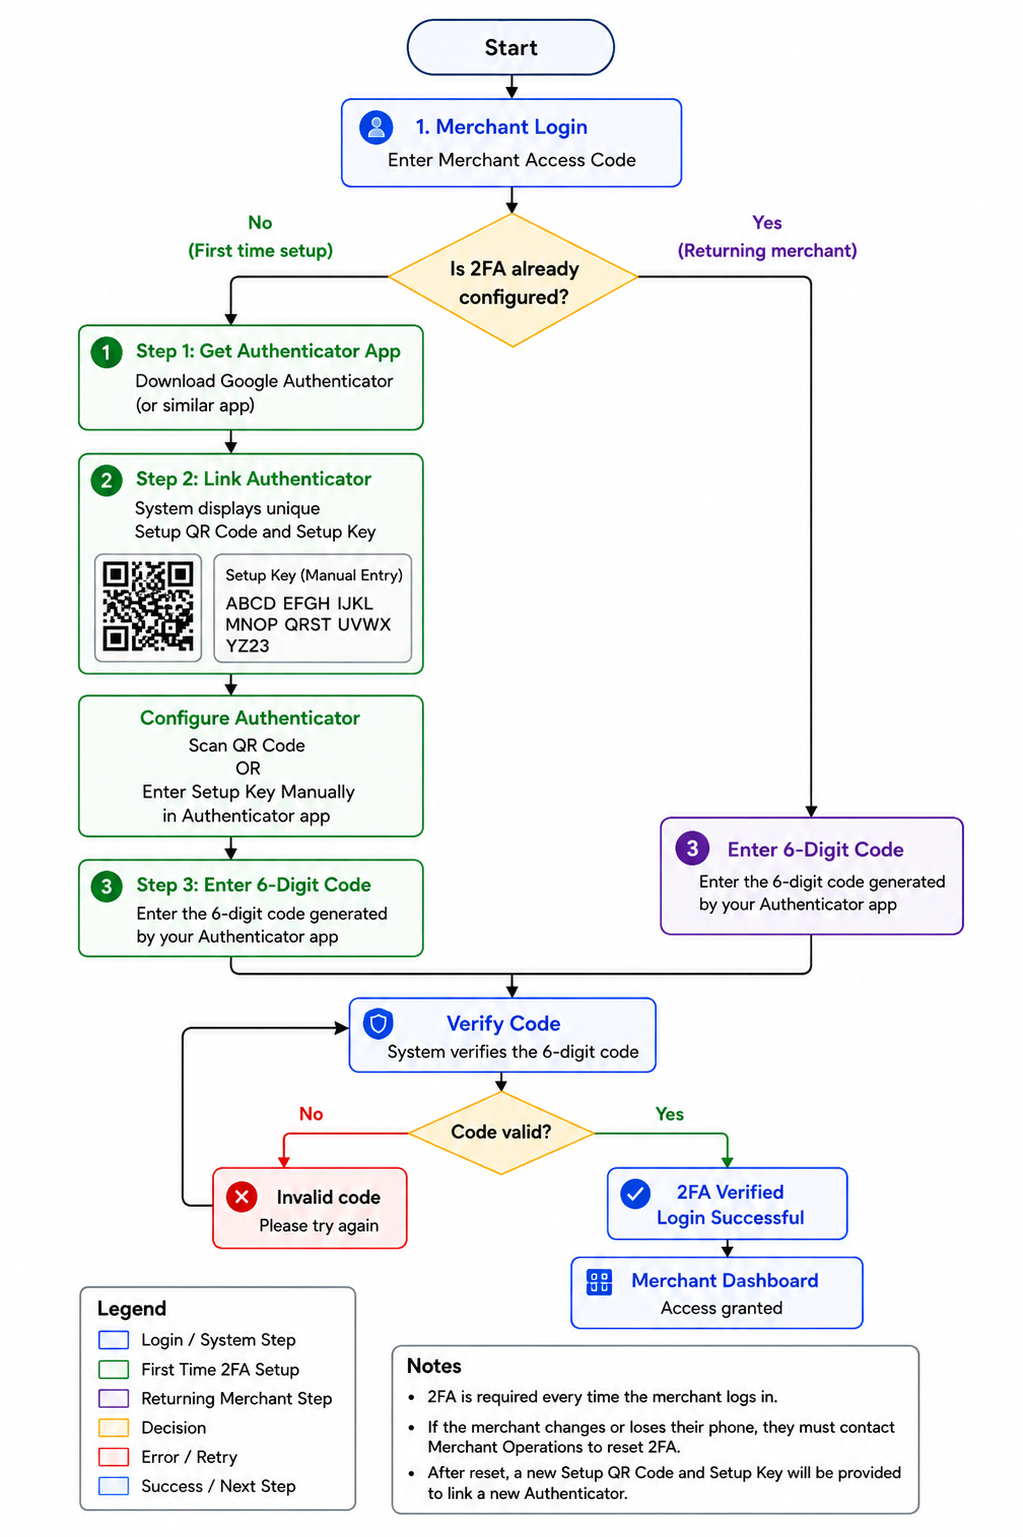 Start
1. Merchant Login
Enter Merchant Access Code
No
(First time setup)
Yes
(Returning merchant)
Is 2FA already
configured?
1
Step 1: Get Authenticator App
Download Google Authenticator
(or similar app)
2
Step 2: Link Authenticator
System displays unique
Setup QR Code and Setup Key
Setup Key (Manual Entry)
ABCD EFGH IJKL
MNOP QRST UVWX
YZ23
Configure Authenticator
Scan QR Code
OR
Enter Setup Key Manually
in Authenticator app
3
Step 3: Enter 6-Digit Code
Enter the 6-digit code generated
by your Authenticator app
3
Enter 6-Digit Code
Enter the 6-digit code generated
by your Authenticator app
Verify Code
System verifies the 6-digit code
No
Yes
Code valid?
Invalid code
Please try again
2FA Verified
Login Successful
Merchant Dashboard
Access granted
Legend
Login / System Step
First Time 2FA Setup
Returning Merchant Step
Decision
Error / Retry
Success / Next Step
Notes
• 2FA is required every time the merchant logs in.
• If the merchant changes or loses their phone, they must contact
Merchant Operations to reset 2FA.
• After reset, a new Setup QR Code and Setup Key will be provided
to link a new Authenticator.